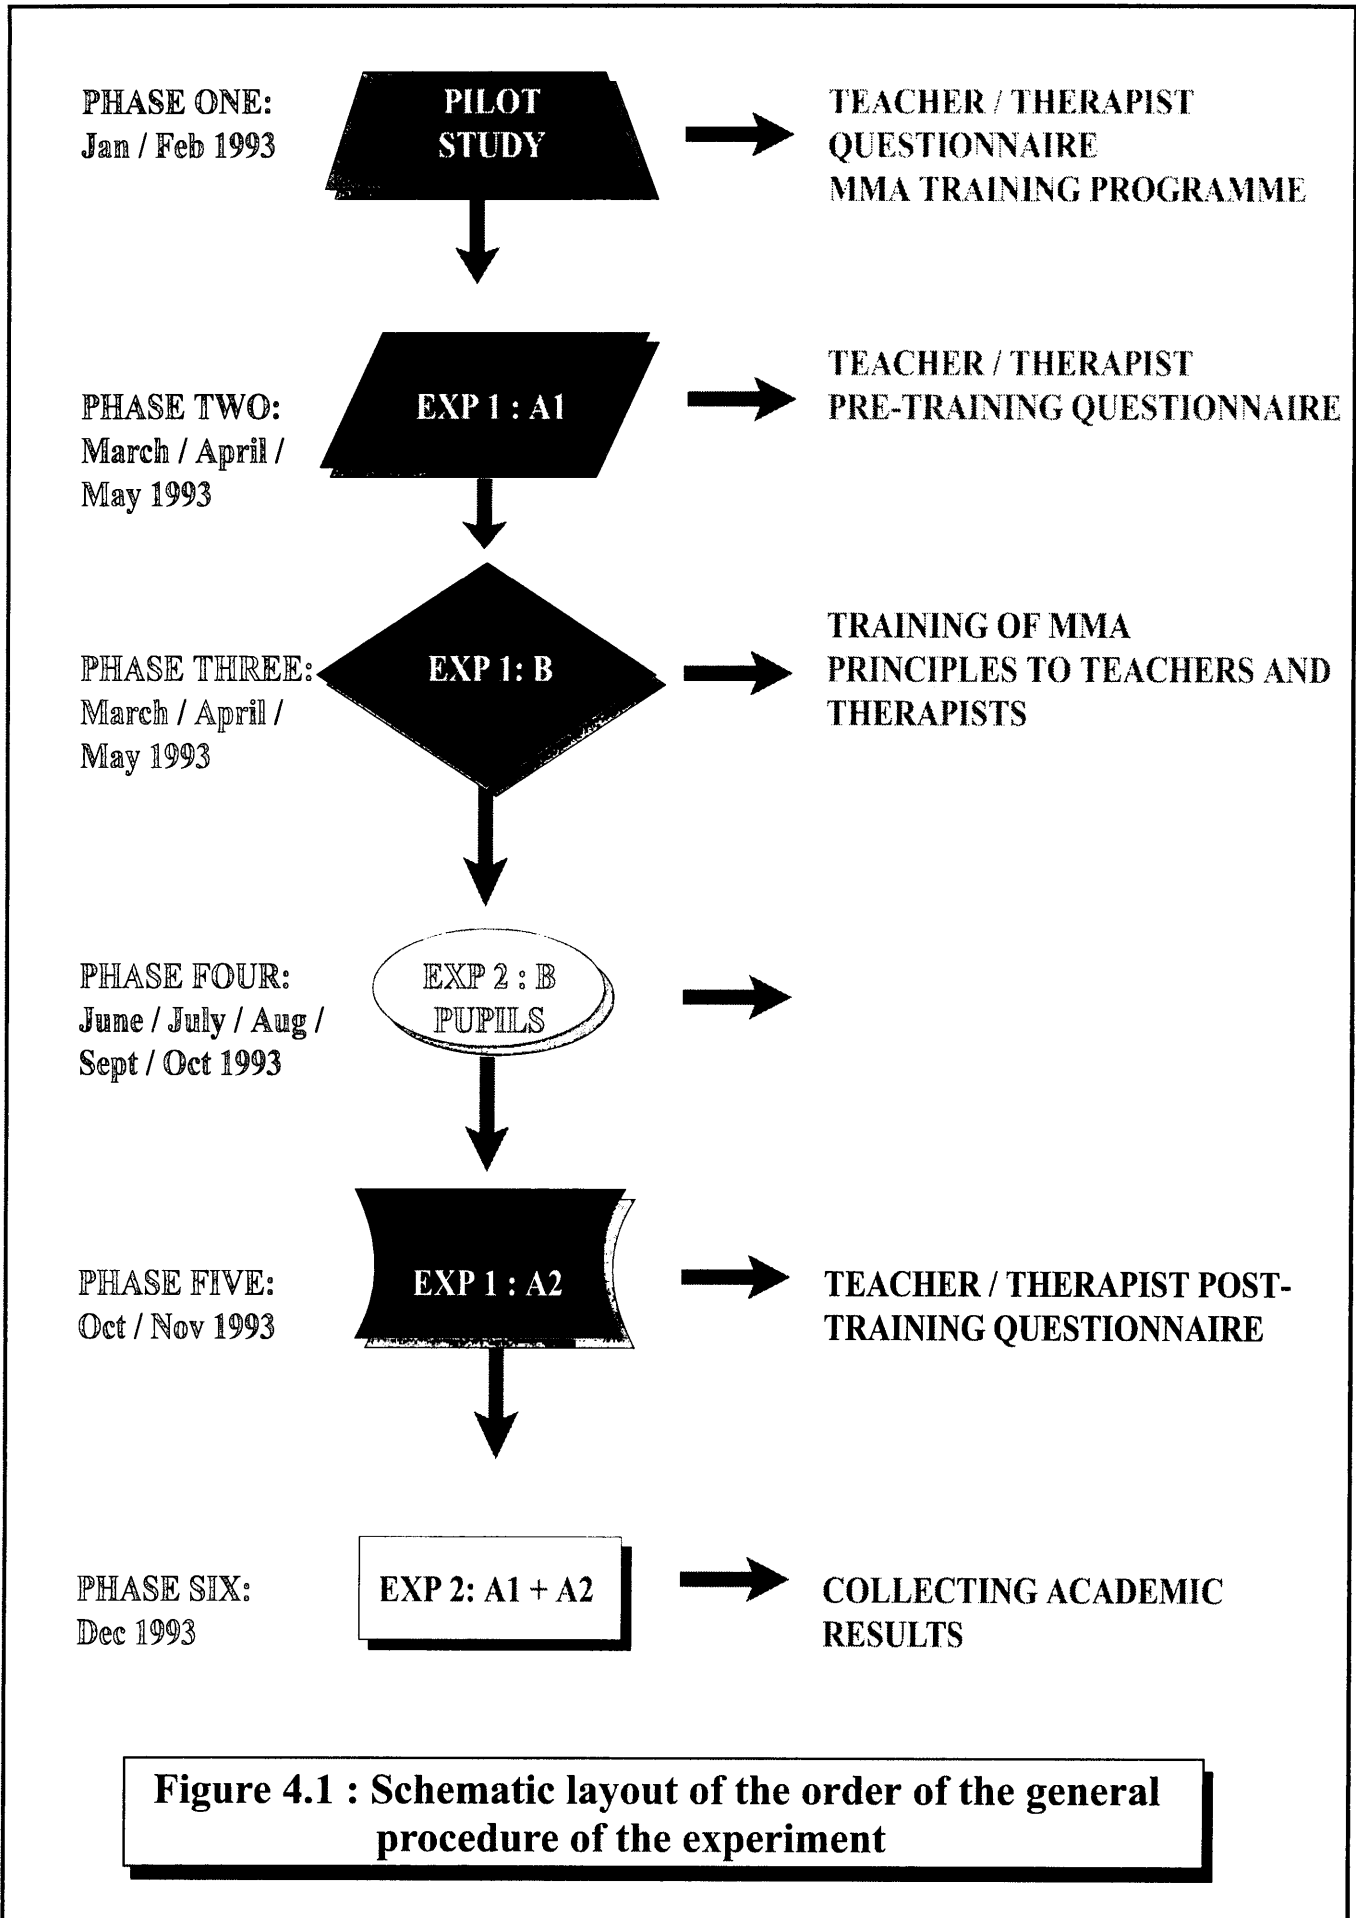 PHASE ONE:
Jan / Feb 1993
PILOT
STUDY
TEACHER / THERAPIST
QUESTIONNAIRE
MMA TRAINING PROGRAMME
PHASE TWO:
March / April /
May 1993
EXP 1 : A1
TEACHER / THERAPIST
PRE-TRAINING QUESTIONNAIRE
PHASE THREE:
March / April /
May 1993
EXP 1: B
TRAINING OF MMA
PRINCIPLES TO TEACHERS AND
THERAPISTS
PHASE FOUR:
June / July / Aug /
Sept / Oct 1993
EXP 2 : B
PUPILS
PHASE FIVE:
Oct / Nov 1993
EXP 1 : A2
TEACHER / THERAPIST POST-
TRAINING QUESTIONNAIRE
PHASE SIX:
Dec 1993
EXP 2: A1 + A2
COLLECTING ACADEMIC
RESULTS
Figure 4.1 : Schematic layout of the order of the general
procedure of the experiment